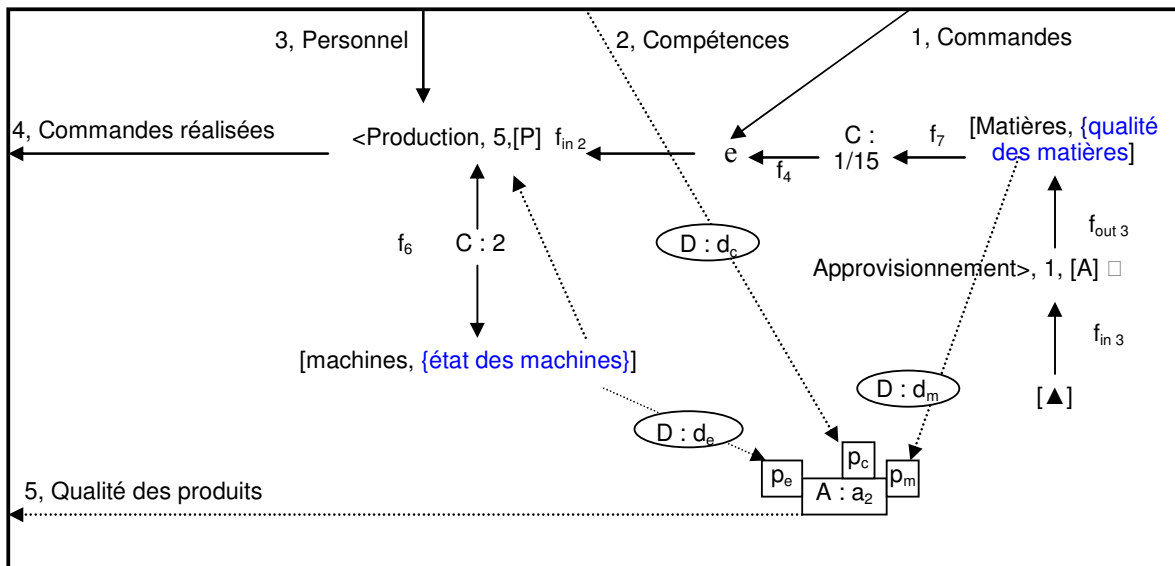 3, Personnel
2, Compétences
1, Commandes
4, Commandes réalisées
<Production, 5,[P]
f_in 2
e
f_4
C :
1/15
f_7
[Matières, {qualité
des matières]
f_6
C : 2
D : d_c
f_out 3
Approvisionnement>, 1, [A] □
f_in 3
[machines, {état des machines}]
D : d_m
[▲]
D : d_e
p_c
p_e
p_m
A : a_2
5, Qualité des produits